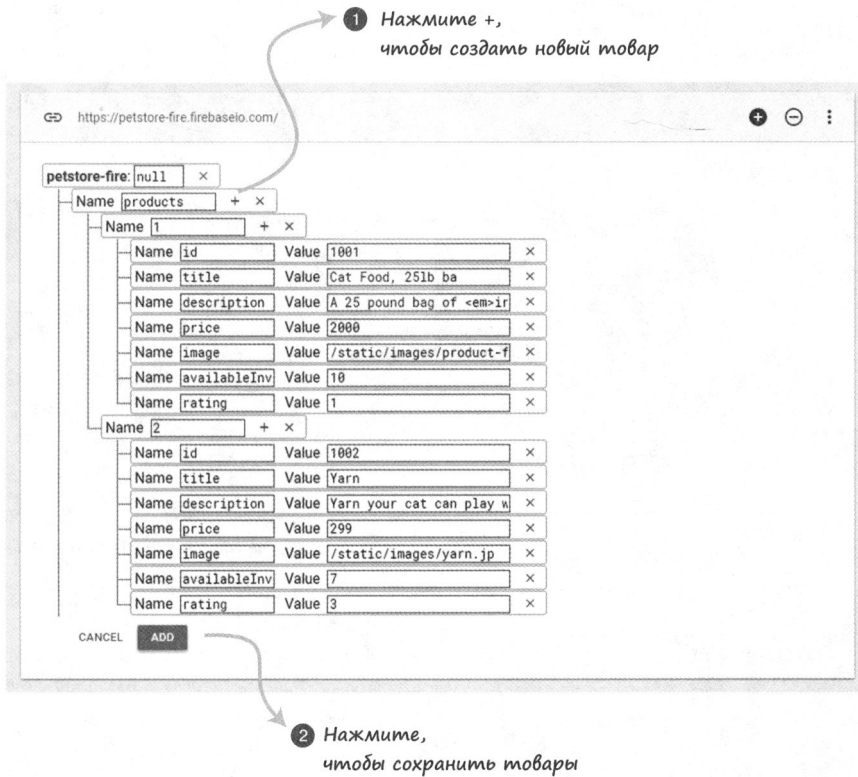 1 Нажмите +,
чтобы создать новый товар
https://petstore-fire.firebaseio.com/
petstore-fire: null ×
Name products + ×
Name 1 + ×
Name id Value 1001 ×
Name title Value Cat Food, 25lb ba ×
Name description Value A 25 pound bag of <em>ir ×
Name price Value 2000 ×
Name image Value /static/images/product-f ×
Name availableInv Value 10 ×
Name rating Value 1 ×
Name 2 + ×
Name id Value 1002 ×
Name title Value Yarn ×
Name description Value Yarn your cat can play w ×
Name price Value 299 ×
Name image Value /static/images/yarn.jp ×
Name availableInv Value 7 ×
Name rating Value 3 ×
CANCEL ADD
2 Нажмите,
чтобы сохранить товары